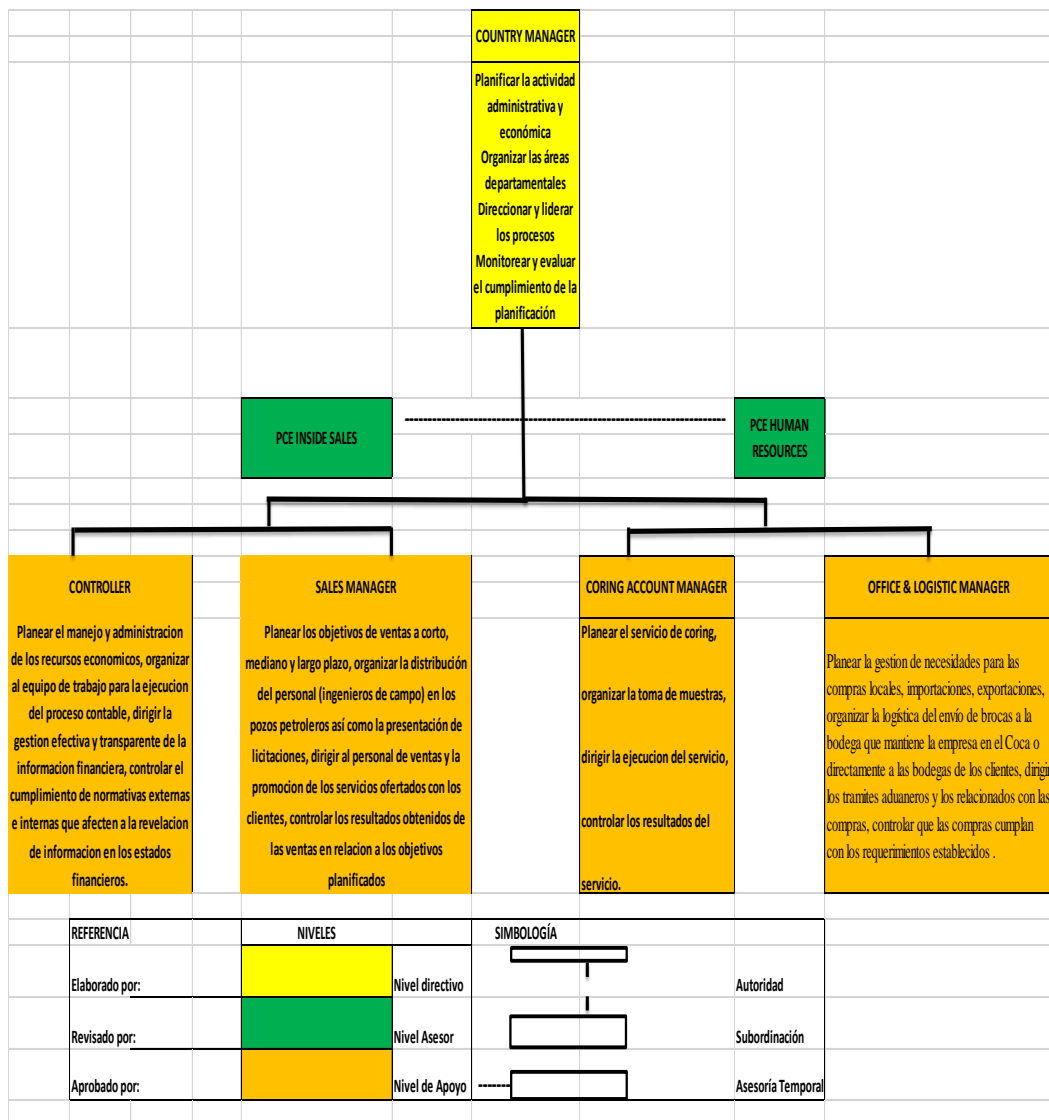 COUNTRY MANAGER
Planificar la actividad
administrativa y
económica
Organizar las áreas
departamentales
Direccionar y liderar
los procesos
Monitorear y evaluar
el cumplimiento de la
planificación
PCE INSIDE SALES
PCE HUMAN
RESOURCES
CONTROLLER
Planear el manejo y administracion
de los recursos economicos, organizar
al equipo de trabajo para la ejecucion
del proceso contable, dirigir la
gestion efectiva y transparente de la
informacion financiera, controlar el
cumplimiento de normativas externas
e internas que afecten a la revelacion
de informacion en los estados
financieros.
SALES MANAGER
Planear los objetivos de ventas a corto,
mediano y largo plazo, organizar la distribución
del personal (ingenieros de campo) en los
pozos petroleros así como la presentación de
licitaciones, dirigir al personal de ventas y la
promocion de los servicios ofertados con los
clientes, controlar los resultados obtenidos de
las ventas en relacion a los objetivos
planificados
CORING ACCOUNT MANAGER
Planear el servicio de coring,
organizar la toma de muestras,
dirigir la ejecucion del servicio,
controlar los resultados del
servicio.
OFFICE & LOGISTIC MANAGER
Planear la gestion de necesidades para las
compras locales, importaciones, exportaciones,
organizar la logística del envío de brocas a la
bodega que mantiene la empresa en el Coca o
directamente a las bodegas de los clientes, dirigir
los tramites aduaneros y los relacionados con las
compras, controlar que las compras cumplan
con los requerimientos establecidos .
REFERENCIA
NIVELES
SIMBOLOGÍA
Elaborado por:
Nivel directivo
Autoridad
Revisado por:
Nivel Asesor
Subordinación
Aprobado por:
Nivel de Apoyo
Asesoría Temporal